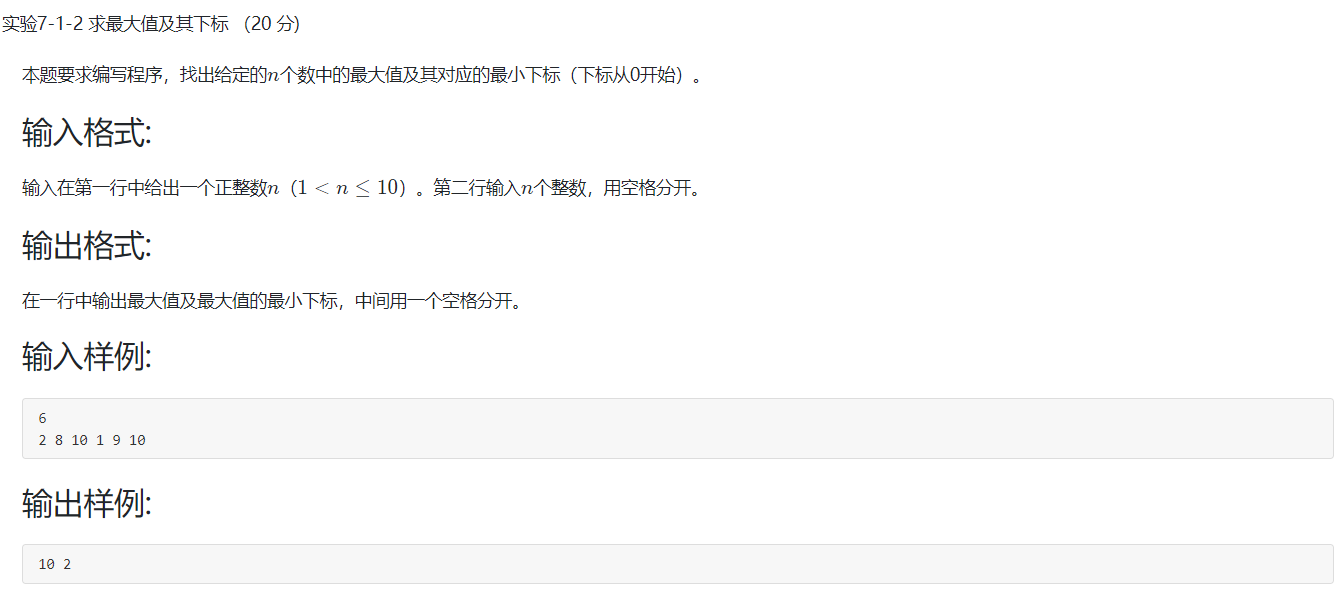 实验7-1-2 求最大值及其下标 （20 分）
本题要求编写程序，找出给定的n个数中的最大值及其对应的最小下标（下标从0开始）。
输入格式:
输入在第一行中给出一个正整数n（1 < n ≤ 10）。第二行输入n个整数，用空格分开。
输出格式:
在一行中输出最大值及最大值的最小下标，中间用一个空格分开。
输入样例:
6
2 8 10 1 9 10
输出样例:
10 2